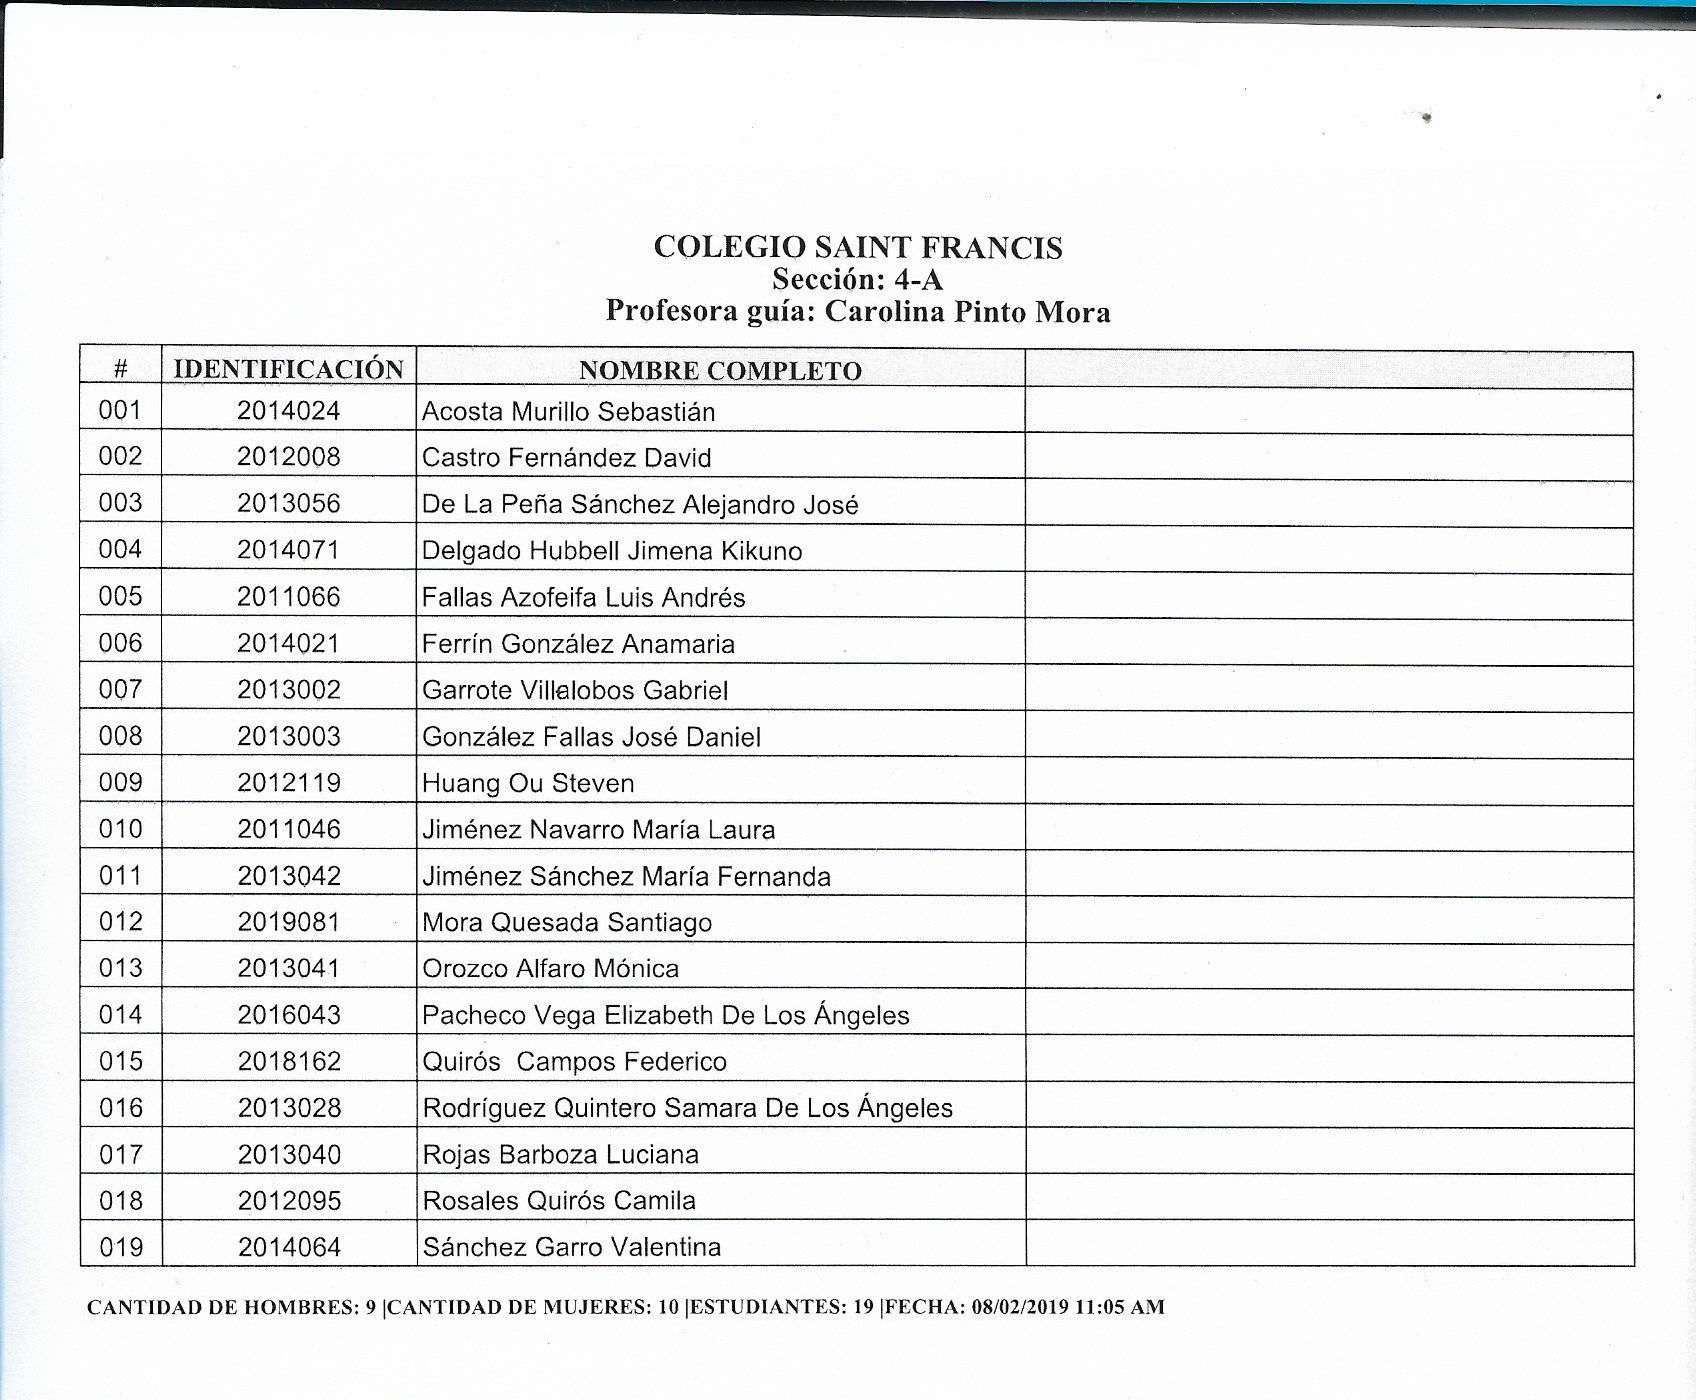 COLEGIO SAINT FRANCIS
Sección: 4-A
Profesora guía: Carolina Pinto Mora
# IDENTIFICACIÓN NOMBRE COMPLETO
001 2014024 Acosta Murillo Sebastián
002 2012008 Castro Fernández David
003 2013056 De La Peña Sánchez Alejandro José
004 2014071 Delgado Hubbell Jimena Kikuno
005 2011066 Fallas Azofeifa Luis Andrés
006 2014021 Ferrín González Anamaria
007 2013002 Garrote Villalobos Gabriel
008 2013003 González Fallas José Daniel
009 2012119 Huang Ou Steven
010 2011046 Jiménez Navarro María Laura
011 2013042 Jiménez Sánchez María Fernanda
012 2019081 Mora Quesada Santiago
013 2013041 Orozco Alfaro Mónica
014 2016043 Pacheco Vega Elizabeth De Los Ángeles
015 2018162 Quirós  Campos Federico
016 2013028 Rodríguez Quintero Samara De Los Ángeles
017 2013040 Rojas Barboza Luciana
018 2012095 Rosales Quirós Camila
019 2014064 Sánchez Garro Valentina
CANTIDAD DE HOMBRES: 9 |CANTIDAD DE MUJERES: 10 |ESTUDIANTES: 19 |FECHA: 08/02/2019 11:05 AM